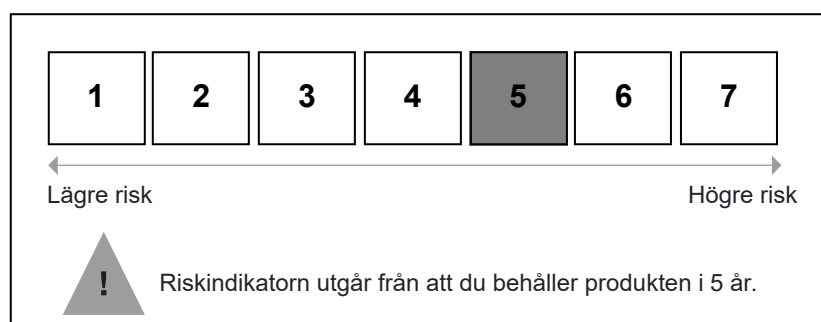 1 2 3 4 5 6 7
Lägre risk Högre risk
! Riskindikatorn utgår från att du behåller produkten i 5 år.